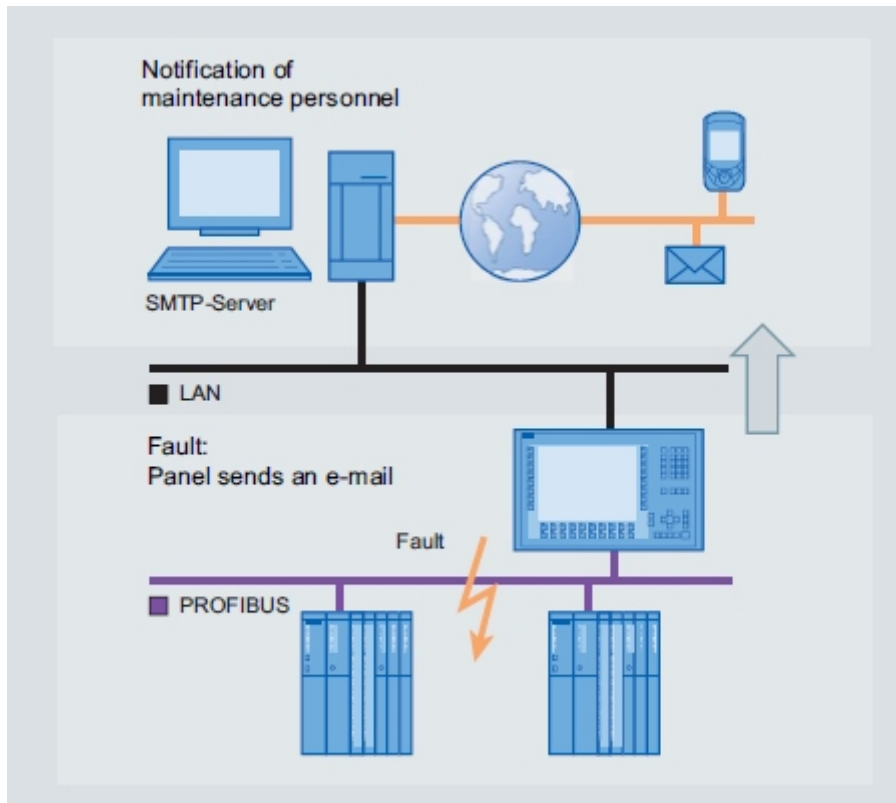 Notification of
maintenance personnel
SMTP-Server
LAN
Fault:
Panel sends an e-mail
Fault
PROFIBUS